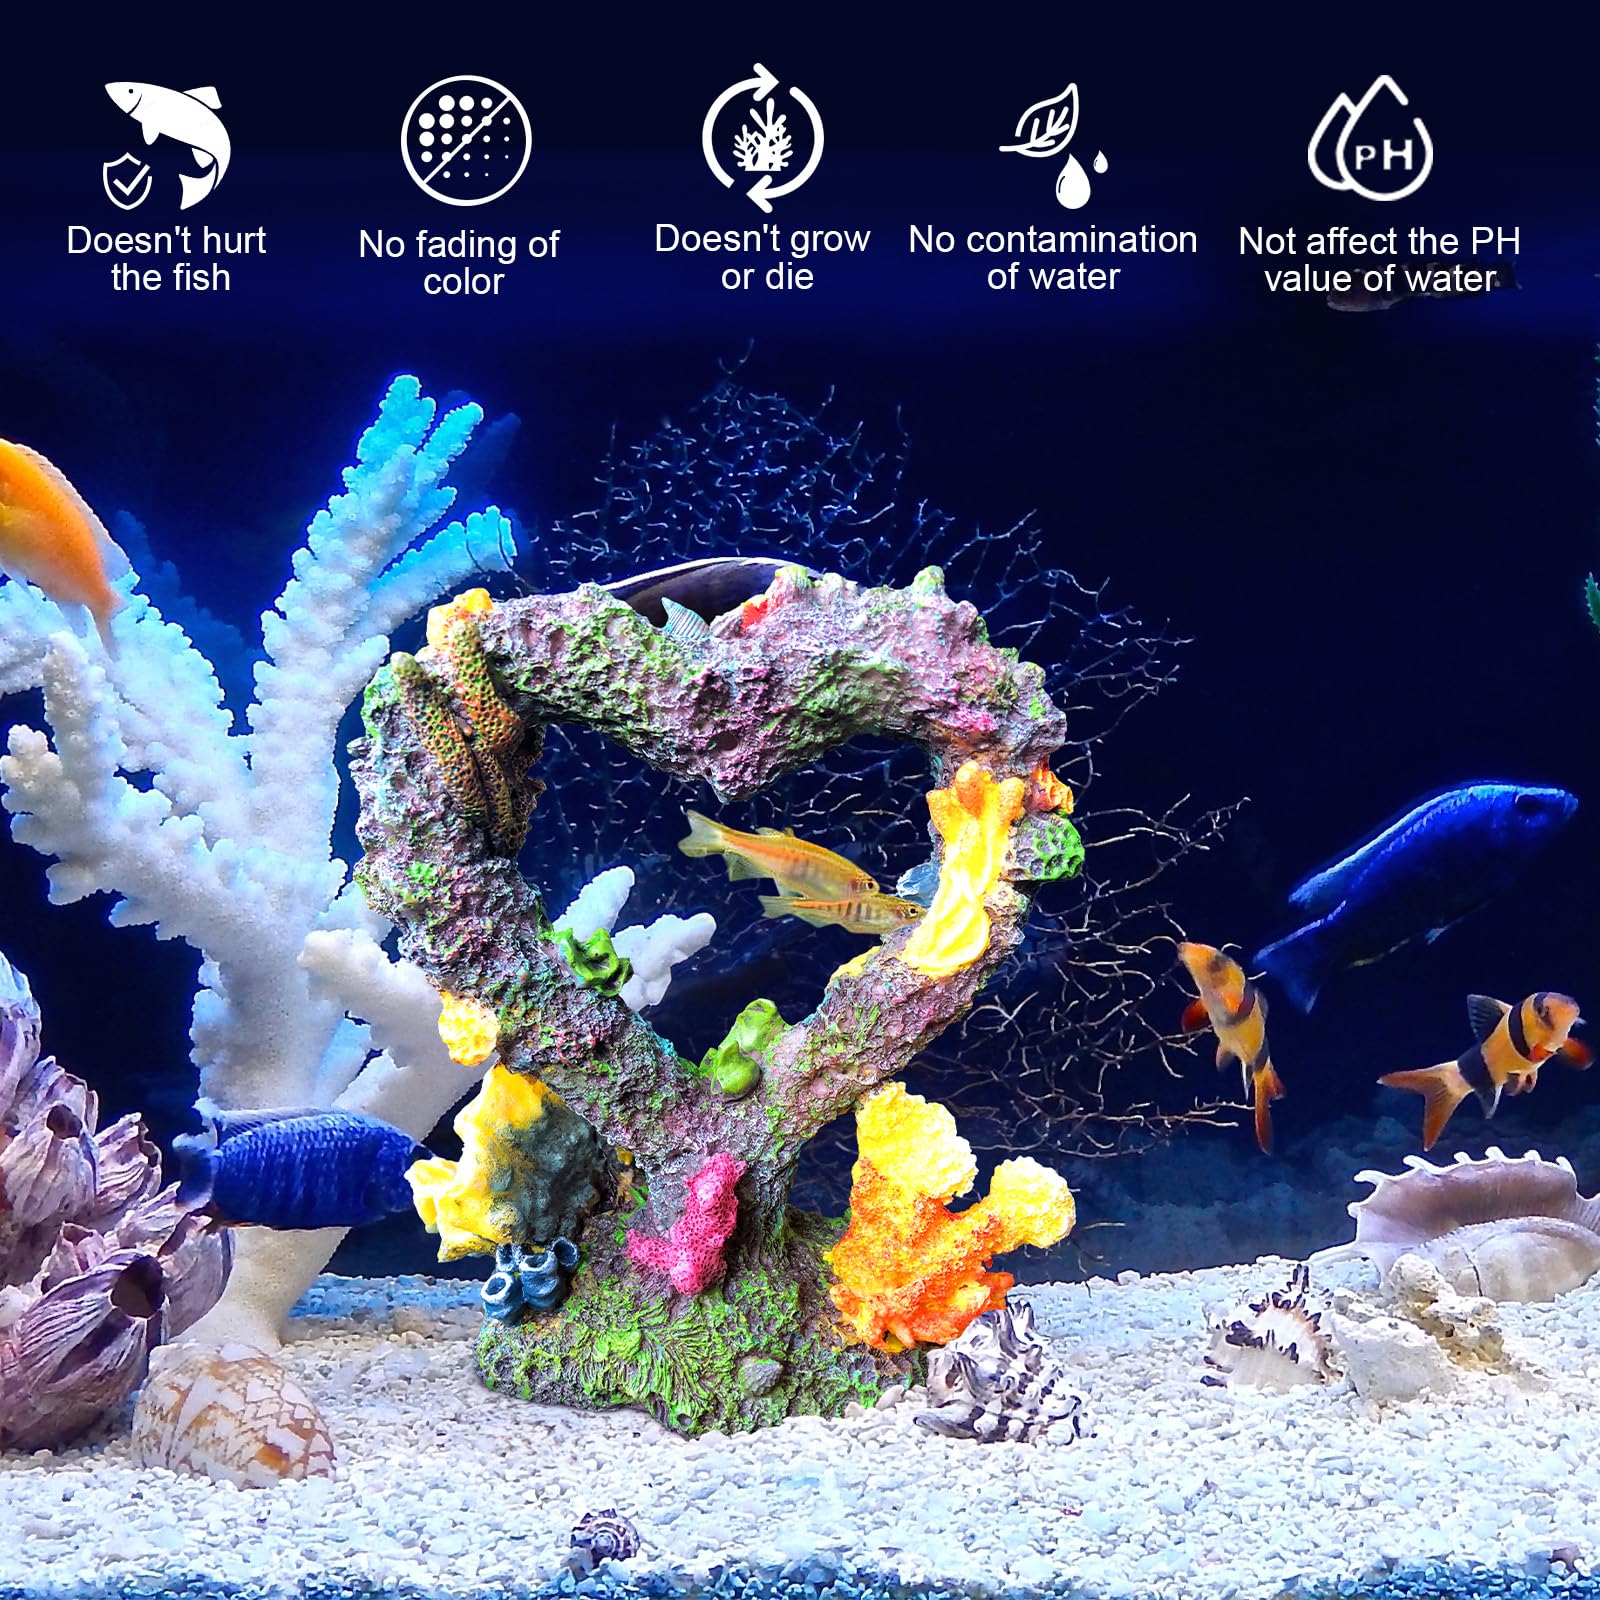 Doesn't hurt
the fish
No fading of
color
Doesn't grow
or die
No contamination
of water
PH
Not affect the PH
value of water